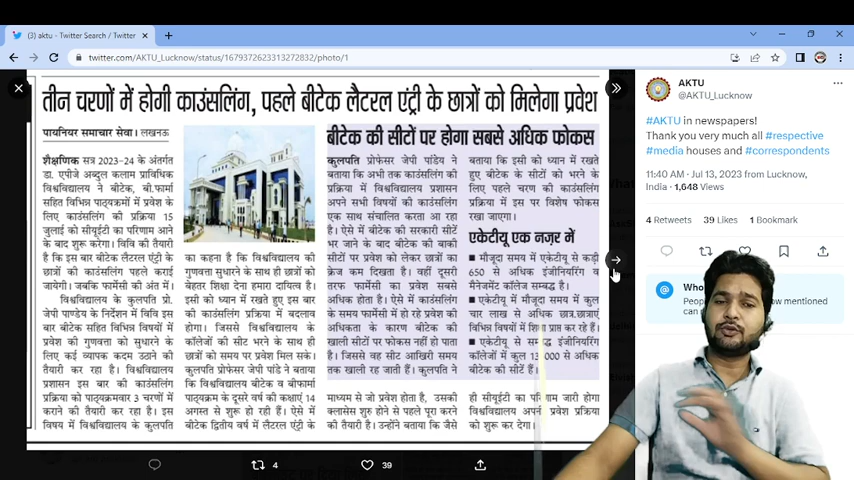 (3) aktu - Twitter Search / Twitter
twitter.com/AKTU_Lucknow/status/1679372623313272832/photo/1
तीन चरणों में होगी काउंसलिंग, पहले बीटेक लैटरल एंट्री के छात्रों को मिलेगा प्रवेश
पायनियर समाचार सेवा। लखनऊ
शैक्षणिक सत्र 2023-24 के अंतर्गत
डा. एपीजे अब्दुल कलाम प्राविधिक
विश्वविद्यालय ने बीटेक, बी.फार्मा
सहित विभिन्न पाठ्यक्रमों में प्रवेश के
लिए काउंसलिंग की प्रक्रिया 15
जुलाई को सीयूईटी का परिणाम आने
के बाद शुरू करेगा। विवि की तैयारी
है कि इस बार बीटेक लैटरल एंट्री के
छात्रों की काउंसलिंग पहले कराई
जायेगी। जबकि फार्मेसी की अंत में।
विश्वविद्यालय के कुलपति प्रो.
जेपी पाण्डेय के निर्देशन में विवि इस
बार बीटेक सहित विभिन्न विषयों में
प्रवेश की गुणवत्ता को सुधारने के
लिए कई व्यापक कदम उठाने की
तैयारी कर रहा है। विश्वविद्यालय
प्रशासन इस बार की काउंसलिंग
प्रक्रिया को पाठ्यक्रमवार 3 चरणों में
कराने की तैयारी कर रहा है। इस
विषय में विश्वविद्यालय के कुलपति
का कहना है कि विश्वविद्यालय की
गुणवत्ता सुधारने के साथ ही छात्रों को
बेहतर शिक्षा देना हमारा दायित्व है।
इसी को ध्यान में रखते हुए इस बार
की काउंसलिंग प्रक्रिया में बदलाव
होगा। जिससे विश्वविद्यालय के
कॉलेजों की सीट भरने के साथ ही
छात्रों को समय पर प्रवेश मिल सके।
कुलपति प्रोफेसर जेपी पांडे ने बताया
कि विश्वविद्यालय बीटेक व बीफार्मा
पाठ्यक्रम के दूसरे वर्ष की कक्षाएं 14
अगस्त से शुरू हो रही हैं। ऐसे में
बीटेक द्वितीय वर्ष में लैटरल एंट्री के
बीटेक की सीटों पर होगा सबसे अधिक फोकस
कुलपति प्रोफेसर जेपी पांडेय ने
बताया कि अभी तक काउंसलिंग की
प्रक्रिया में विश्वविद्यालय प्रशासन
अपने सभी विषयों की काउंसलिंग
एक साथ संचालित करता आ रहा
है। ऐसे में बीटेक की सरकारी सीटें
भर जाने के बाद बीटेक की बाकी
सीटों पर प्रवेश को लेकर छात्रों का
क्रेज कम दिखता है। वहीं दूसरी
तरफ फार्मेसी का प्रवेश सबसे
अधिक होता है। ऐसे में काउंसलिंग
के समय फार्मेसी में हो रहे प्रवेश की
अधिकता के कारण बीटेक की
खाली सीटों पर फोकस नहीं हो पाता
है। जिससे वह सीट आखिरी समय
तक खाली रह जाती हैं। कुलपति ने
बताया कि इसी को ध्यान में रखते
हुए बीटेक के सीटों को भरने के
लिए पहले चरण की काउंसलिंग
प्रक्रिया में इस पर विशेष फोकस
रखा जाएगा।
एकेटीयू एक नज़र में
■ मौजूदा समय में एकेटीयू से कड़ी
650 से अधिक इंजीनियरिंग व
मैनेजमेंट कॉलेज सम्बद्ध है।
■ एकेटीयू में मौजूदा समय में कुल
चार लाख से अधिक छात्र.छात्राएं
विभिन्न विषयों में प्राप्त कर रहे हैं।
■ एकेटीयू से इंजीनियरिंग
कॉलेजों में कुल से अधिक
बीटेक की सीटें हैं।
माध्यम से जो प्रवेश होता है, उसकी
क्लासेस शुरु होने से पहले पूरा करने
की तैयारी है। उन्होंने बताया कि जैसे
ही सीयूईटी का जारी होगा
विश्वविद्यालय प्रवेश प्रक्रिया
को शुरू कर देगा।
AKTU
@AKTU_Lucknow
#AKTU in newspapers!
Thank you very much all #respective
#media houses and #correspondents
11:40 AM · Jul 13, 2023 from Lucknow,
India · 1,648 Views
4 Retweets 39 Likes 1 Bookmark
mentioned
can reply
4
39